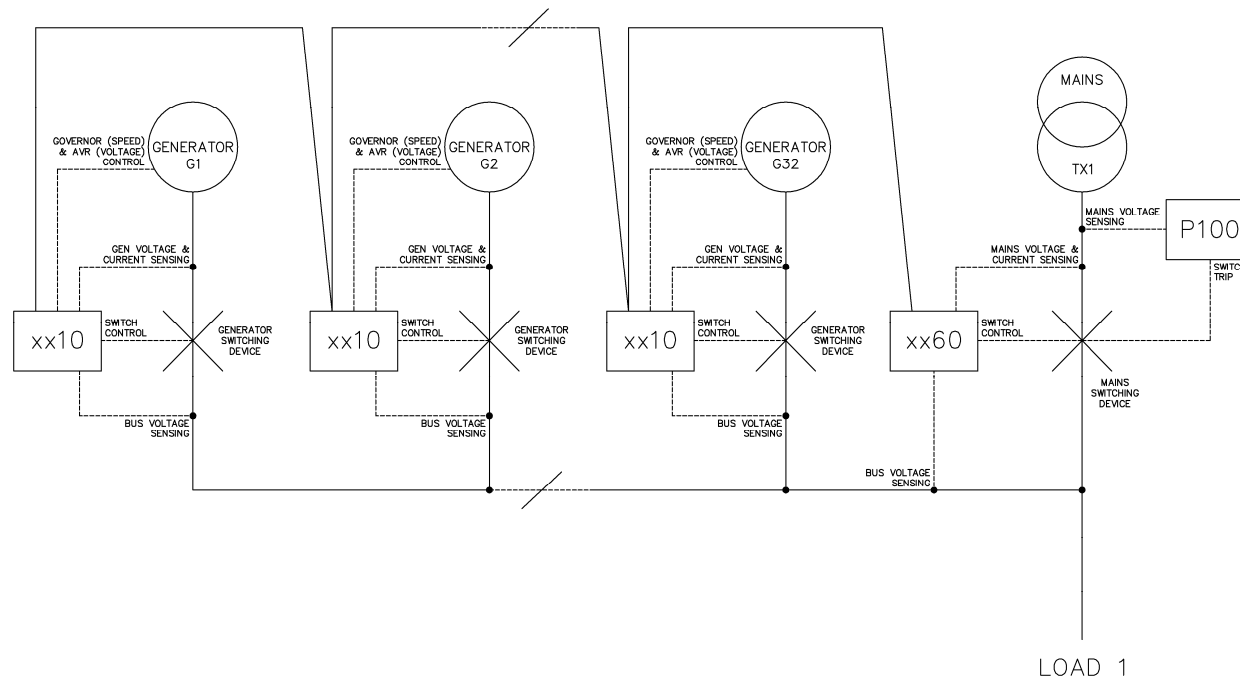 MAINS
GENERATOR
G1
GENERATOR
G2
GENERATOR
G32
TX1
GOVERNOR (SPEED)
& AVR (VOLTAGE)
CONTROL
GOVERNOR (SPEED)
& AVR (VOLTAGE)
CONTROL
GOVERNOR (SPEED)
& AVR (VOLTAGE)
CONTROL
MAINS VOLTAGE
SENSING
P100
SWITC
TRIP
GEN VOLTAGE &
CURRENT SENSING
GEN VOLTAGE &
CURRENT SENSING
GEN VOLTAGE &
CURRENT SENSING
MAINS VOLTAGE &
CURRENT SENSING
xx10
SWITCH
CONTROL
GENERATOR
SWITCHING
DEVICE
xx10
SWITCH
CONTROL
GENERATOR
SWITCHING
DEVICE
xx10
SWITCH
CONTROL
GENERATOR
SWITCHING
DEVICE
xx60
SWITCH
CONTROL
MAINS
SWITCHING
DEVICE
BUS VOLTAGE
SENSING
BUS VOLTAGE
SENSING
BUS VOLTAGE
SENSING
BUS VOLTAGE
SENSING
LOAD 1